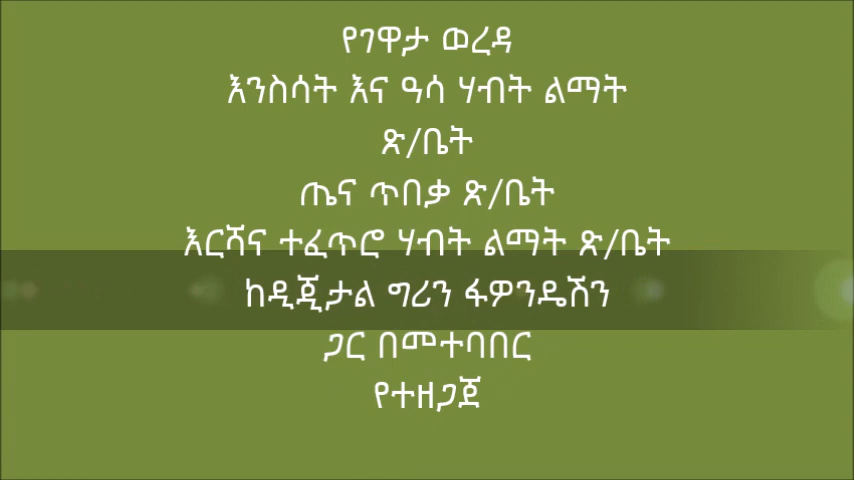 የገዋታ ወረዳ
እንስሳት እና ዓሳ ሃብት ልማት
ጽ/ቤት
ጤና ጥበቃ ጽ/ቤት
እርሻና ተፈጥሮ ሃብት ልማት ጽ/ቤት
ከዲጂታል ግሪን ፋዎንዴሽን
ጋር በመተባበር
የተዘጋጀ